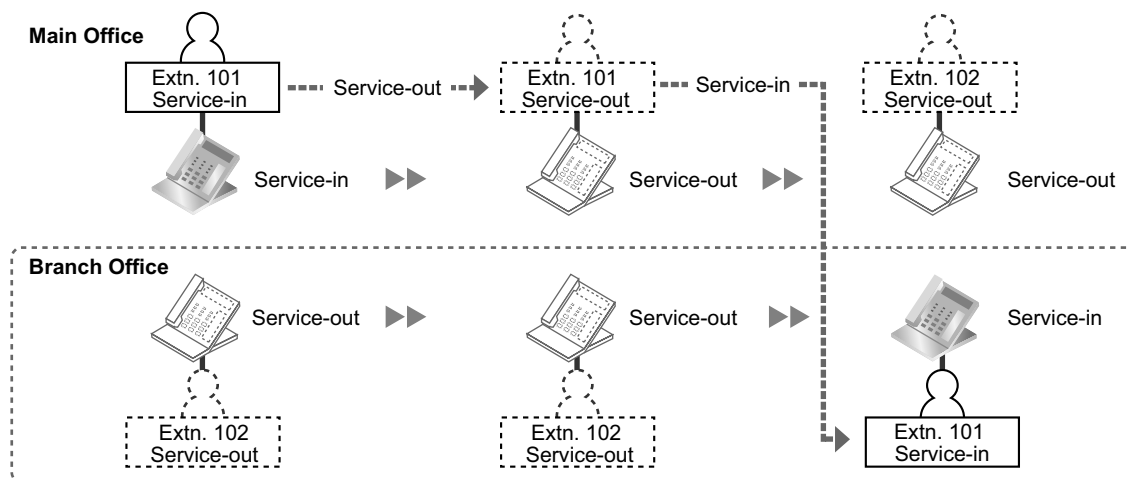 Main Office
Extn. 101
Service-in
Service-out
Extn. 101
Service-out
Service-in
Extn. 102
Service-out
Service-in
Service-out
Service-out
Branch Office
Service-out
Service-out
Service-in
Extn. 102
Service-out
Extn. 102
Service-out
Extn. 101
Service-in